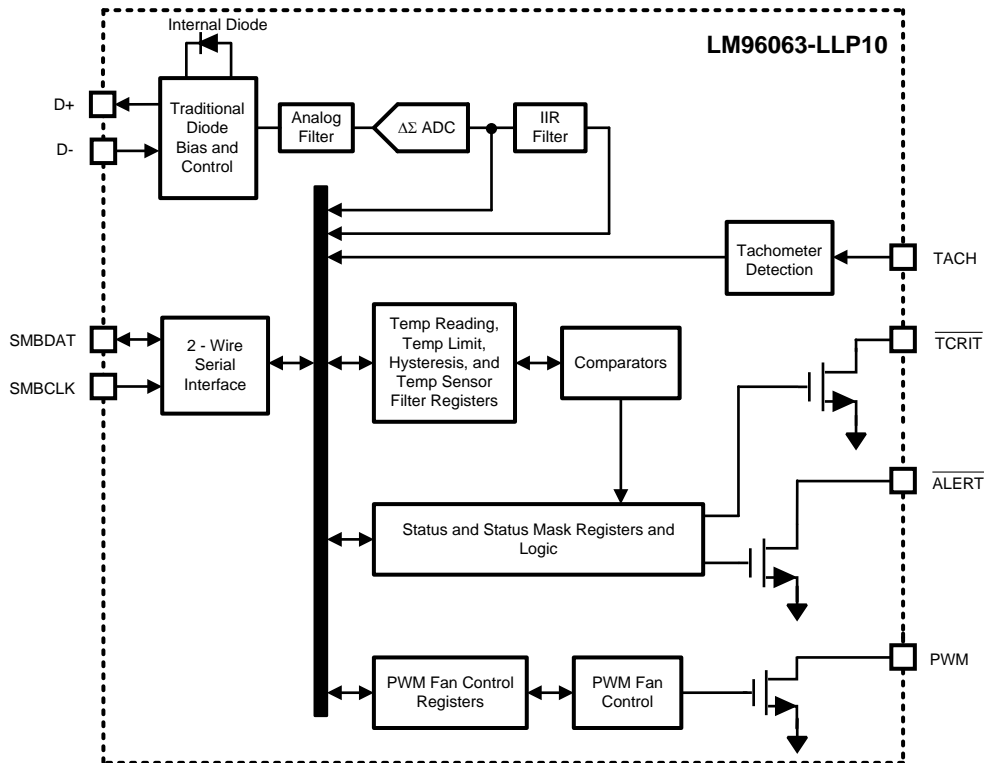 Internal Diode
LM96063-LLP10
D+
D-
Traditional
Diode
Bias and
Control
Analog
Filter
ΔΣ ADC
IIR
Filter
Tachometer
Detection
TACH
SMBDAT
SMBCLK
2 - Wire
Serial
Interface
Temp Reading,
Temp Limit,
Hysteresis, and
Temp Sensor
Filter Registers
Comparators
TCRIT
ALERT
Status and Status Mask Registers and
Logic
PWM Fan Control
Registers
PWM Fan
Control
PWM